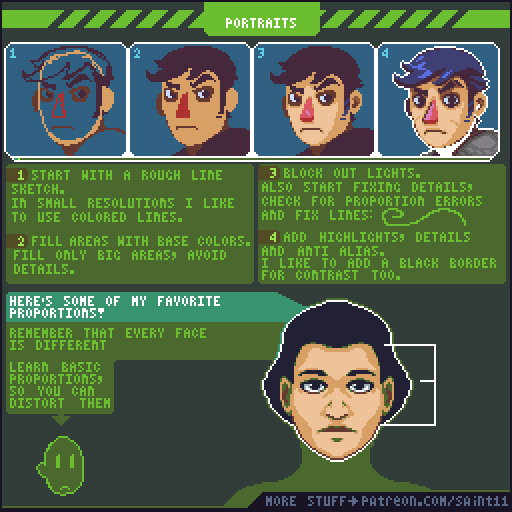 PORTRAITS
1
2
3
4
1 START WITH A ROUGH LINE
SKETCH.
IN SMALL RESOLUTIONS I LIKE
TO USE COLORED LINES.
2 FILL AREAS WITH BASE COLORS.
FILL ONLY BIG AREAS, AVOID
DETAILS.
3 BLOCK OUT LIGHTS.
ALSO START FIXING DETAILS,
CHECK FOR PROPORTION ERRORS
AND FIX LINES:
4 ADD HIGHLIGHTS, DETAILS
AND ANTI ALIAS.
I LIKE TO ADD A BLACK BORDER
FOR CONTRAST TOO.
HERE'S SOME OF MY FAVORITE
PROPORTIONS!
REMEMBER THAT EVERY FACE
IS DIFFERENT
LEARN BASIC
PROPORTIONS,
SO YOU CAN
DISTORT THEM
MORE STUFF→PATREON.COM/SAINT11